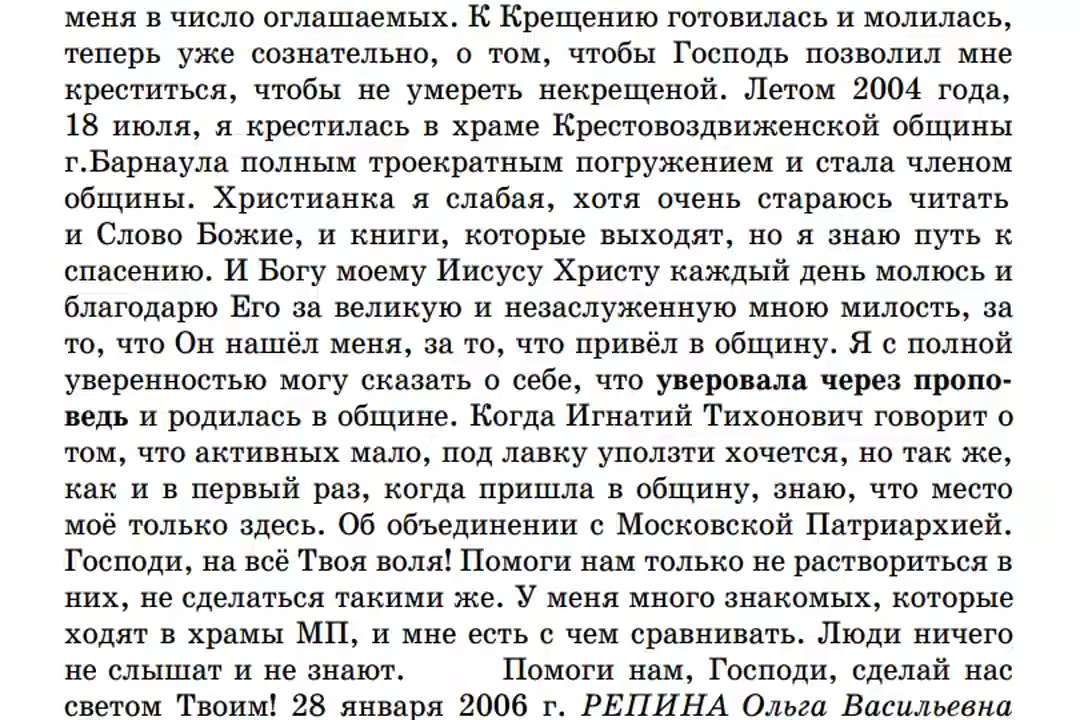 меня в число оглашаемых. К Крещению готовилась и молилась,
теперь уже сознательно, о том, чтобы Господь позволил мне
креститься, чтобы не умереть некрещеной. Летом 2004 года,
18 июля, я крестилась в храме Крестовоздвиженской общины
г.Барнаула полным троекратным погружением и стала членом
общины. Христианка я слабая, хотя очень стараюсь читать
и Слово Божие, и книги, которые выходят, но я знаю путь к
спасению. И Богу моему Иисусу Христу каждый день молюсь и
благодарю Его за великую и незаслуженную мною милость, за
то, что Он нашёл меня, за то, что привёл в общину. Я с полной
уверенностью могу сказать о себе, что уверовала через пропо-
ведь и родилась в общине. Когда Игнатий Тихонович говорит о
том, что активных мало, под лавку уползти хочется, но так же,
как и в первый раз, когда пришла в общину, знаю, что место
моё только здесь. Об объединении с Московской Патриархией.
Господи, на всё Твоя воля! Помоги нам только не раствориться в
них, не сделаться такими же. У меня много знакомых, которые
ходят в храмы МП, и мне есть с чем сравнивать. Люди ничего
не слышат и не знают. Помоги нам, Господи, сделай нас
светом Твоим! 28 января 2006 г. РЕПИНА Ольга Васильевна